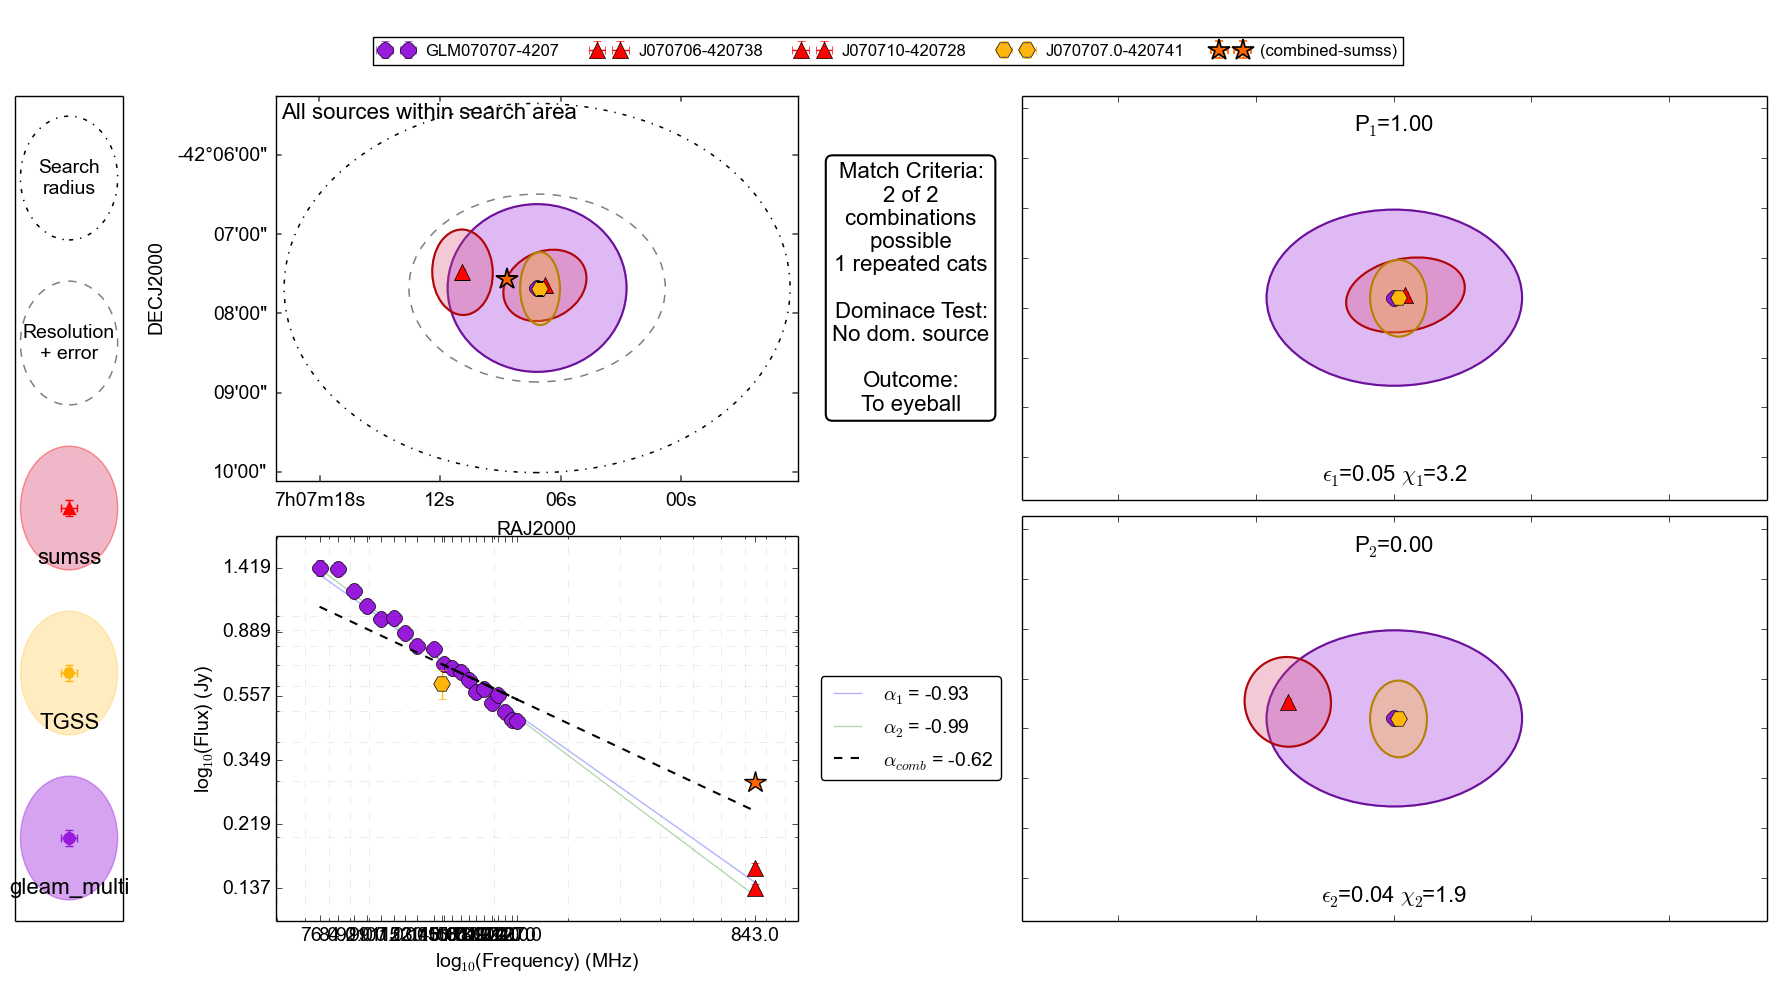 GLM070707-4207 J070706-420738 J070710-420728 J070707.0-420741 (combined-sumss)
Search
radius
Resolution
+ error
sumss
TGSS
gleam_multi
All sources within search area
DECJ2000
-42°06'00"
07'00"
08'00"
09'00"
10'00"
7h07m18s 12s 06s 00s
RAJ2000
Match Criteria:
2 of 2
combinations
possible
1 repeated cats
Dominace Test:
No dom. source
Outcome:
To eyeball
P1=1.00
ϵ1=0.05 χ1=3.2
log10(Flux) (Jy)
1.419
0.889
0.557
0.349
0.219
0.137
843.0
log10(Frequency) (MHz)
α1 = -0.93
α2 = -0.99
αcomb = -0.62
P2=0.00
ϵ2=0.04 χ2=1.9